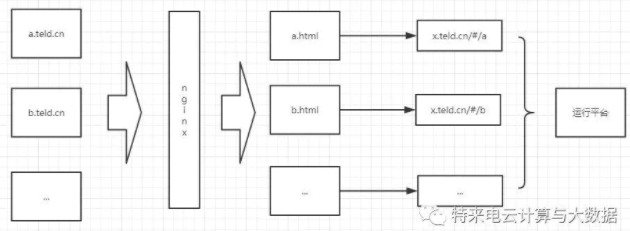 a.teld.cn
b.teld.cn
...
nginx
a.html
b.html
...
x.teld.cn/#/a
x.teld.cn/#/b
...
运行平台
特来电云计算与大数据